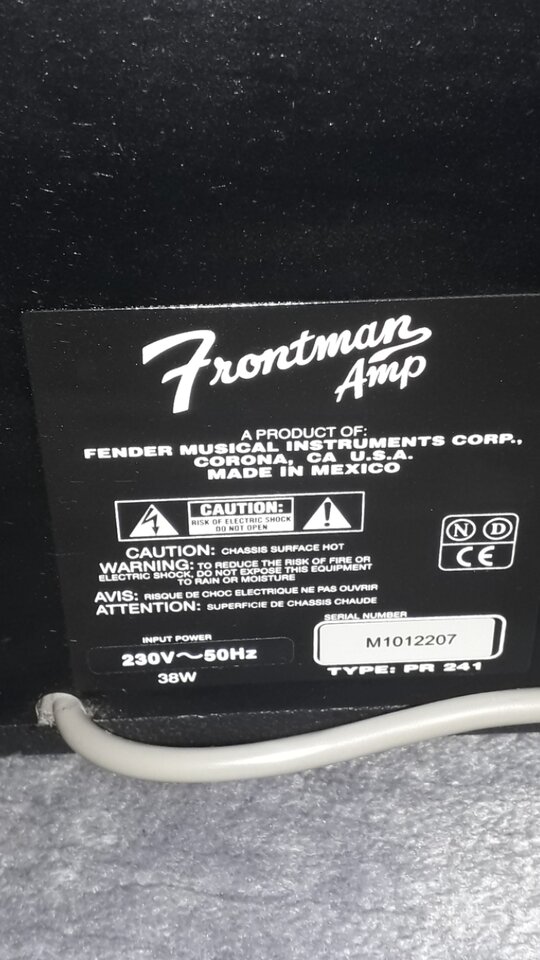 Frontman
Amp
A PRODUCT OF:
FENDER MUSICAL INSTRUMENTS CORP.,
CORONA, CA U.S.A.
MADE IN MEXICO
CAUTION:
RISK OF ELECTRIC SHOCK
DO NOT OPEN
CAUTION: CHASSIS SURFACE HOT
WARNING: TO REDUCE THE RISK OF FIRE OR
ELECTRIC SHOCK, DO NOT EXPOSE THIS EQUIPMENT
TO RAIN OR MOISTURE
AVIS: RISQUE DE CHOC ELECTRIQUE NE PAS OUVRIR
ATTENTION: SUPERFICIE DE CHASSIS CHAUDE
N D
CE
INPUT POWER
230V~50Hz
38W
SERIAL NUMBER
M1012207
TYPE: PR 241